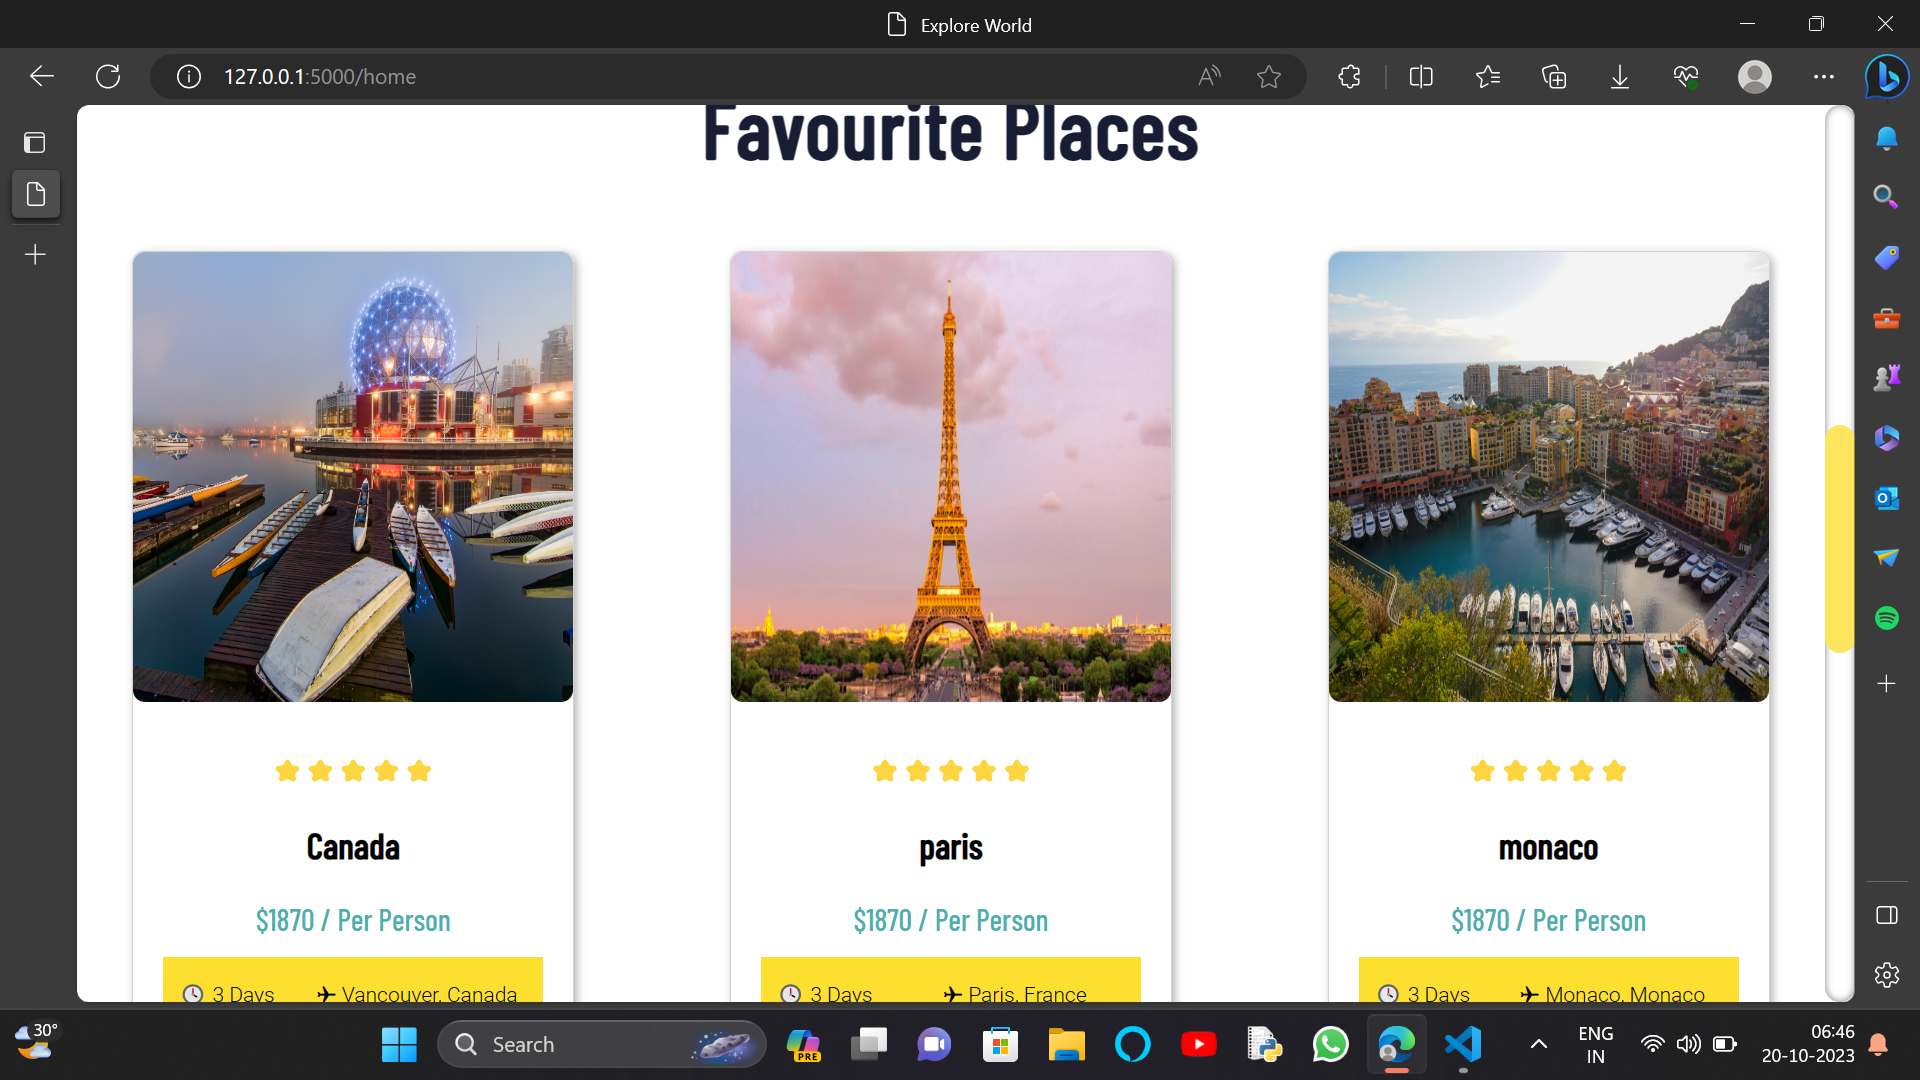 Explore World
127.0.0.1:5000/home
Favourite Places
Canada
$1870 / Per Person
3 Days Vancouver, Canada
paris
$1870 / Per Person
3 Days Paris, France
monaco
$1870 / Per Person
3 Days Monaco, Monaco
30°
Search
PRE
ENG
IN
06:46
20-10-2023